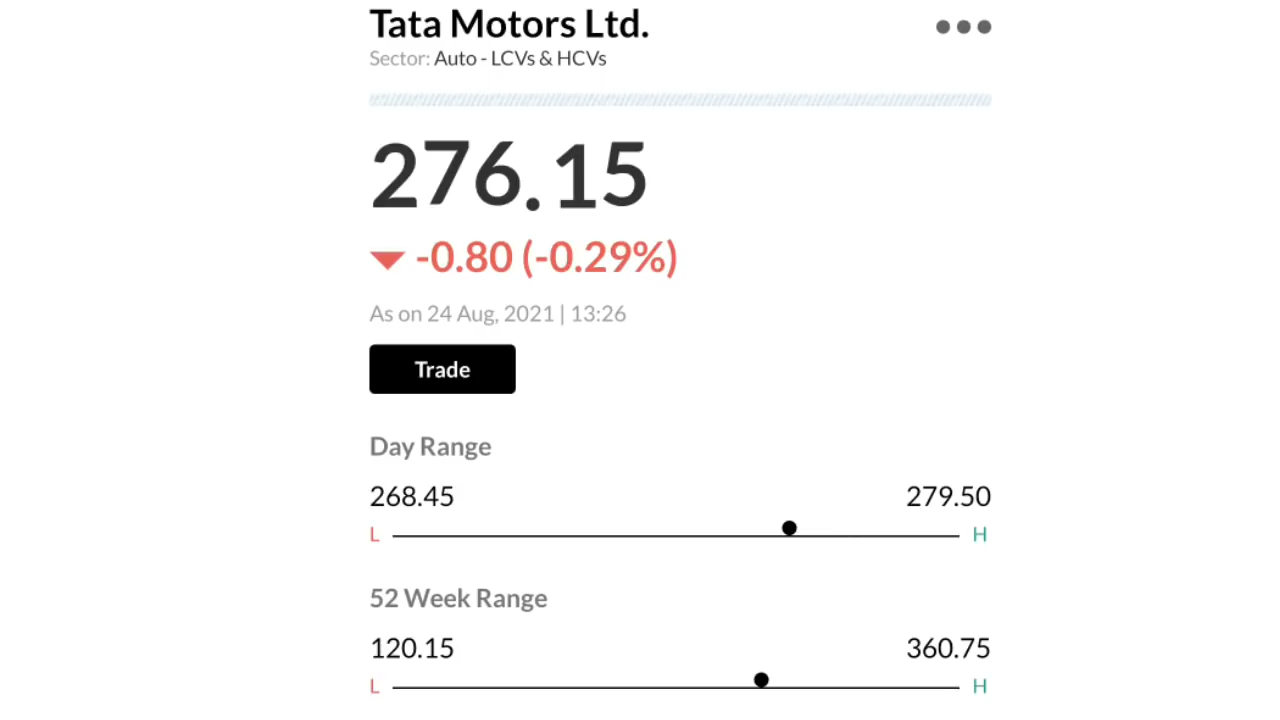 Tata Motors Ltd.
Sector: Auto - LCVs & HCVs
276.15
-0.80 (-0.29%)
As on 24 Aug, 2021 | 13:26
Trade
Day Range
268.45 279.50
L H
52 Week Range
120.15 360.75
L H